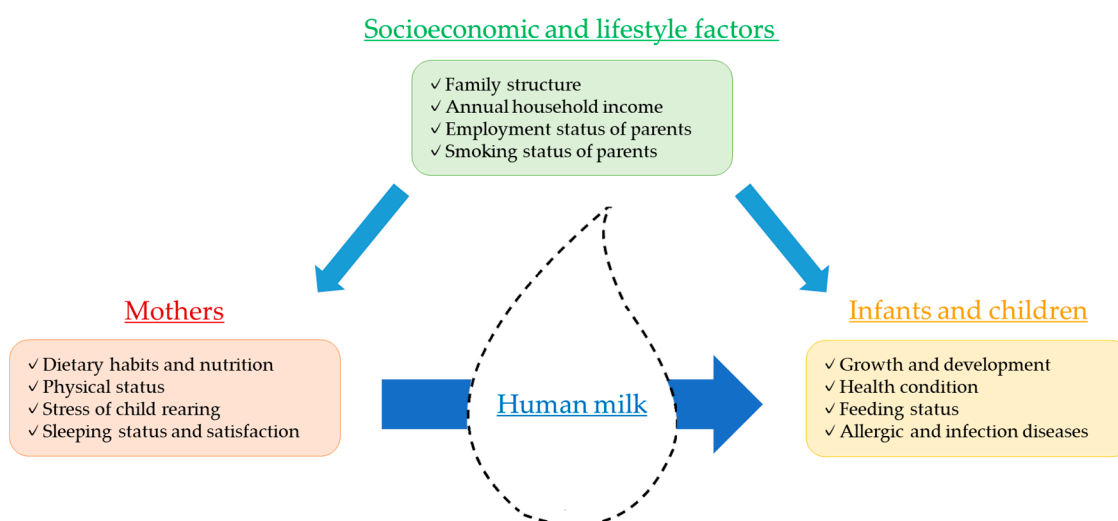 Socioeconomic and lifestyle factors
✓ Family structure
✓ Annual household income
✓ Employment status of parents
✓ Smoking status of parents
Mothers
✓ Dietary habits and nutrition
✓ Physical status
✓ Stress of child rearing
✓ Sleeping status and satisfaction
Human milk
Infants and children
✓ Growth and development
✓ Health condition
✓ Feeding status
✓ Allergic and infection diseases